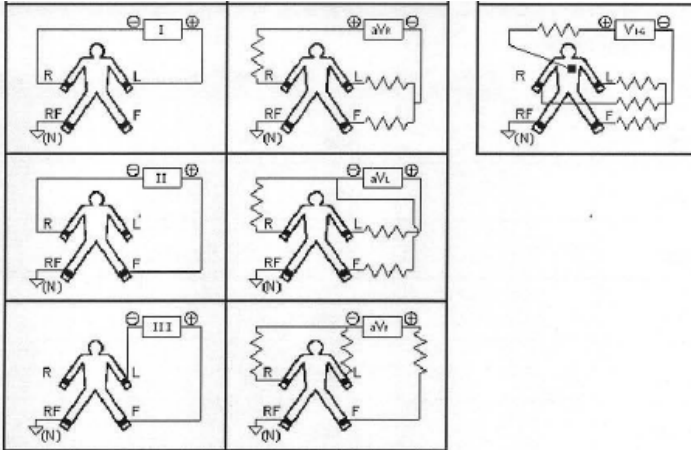 ⊖ I ⊕
R L
RF F
(N)
⊕ aVR ⊖
R L
RF F
(N)
⊕ V1-6 ⊖
R L
RF F
(N)
⊖ II ⊕
R L'
RF F
(N)
⊖ aVL ⊕
R L
RF F
(N)
⊖ III ⊕
R L
RF F
(N)
⊖ aVF ⊕
R L
RF F
(N)